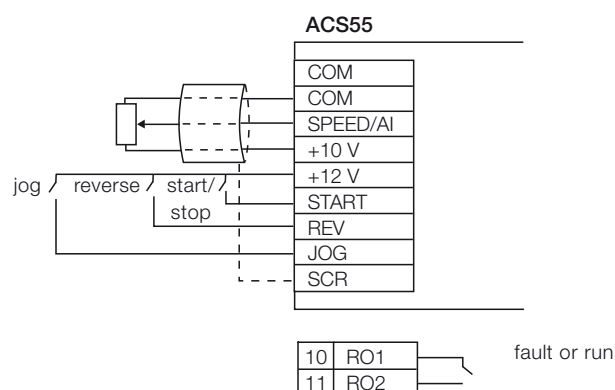 ACS55
COM
COM
SPEED/AI
+10 V
+12 V
jog reverse start/
stop
START
REV
JOG
SCR
10 RO1 fault or run
11 RO2